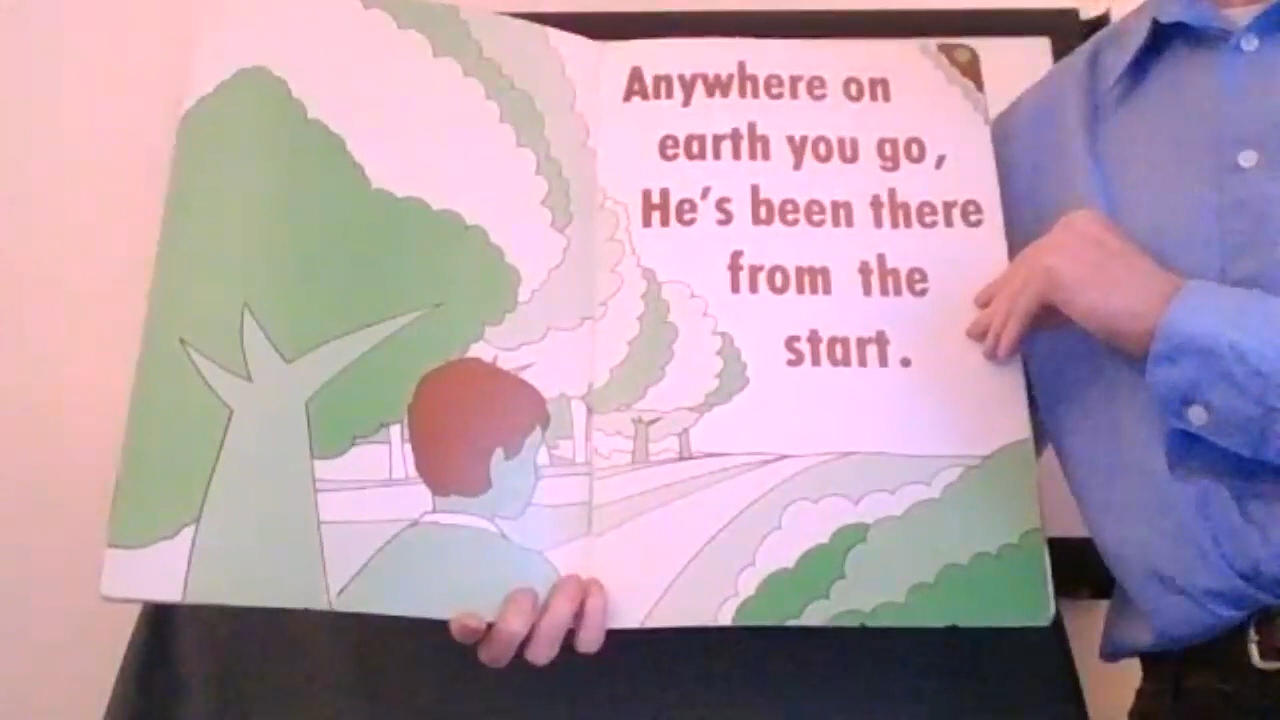 Anywhere on
earth you go,
He's been there
from the
start.